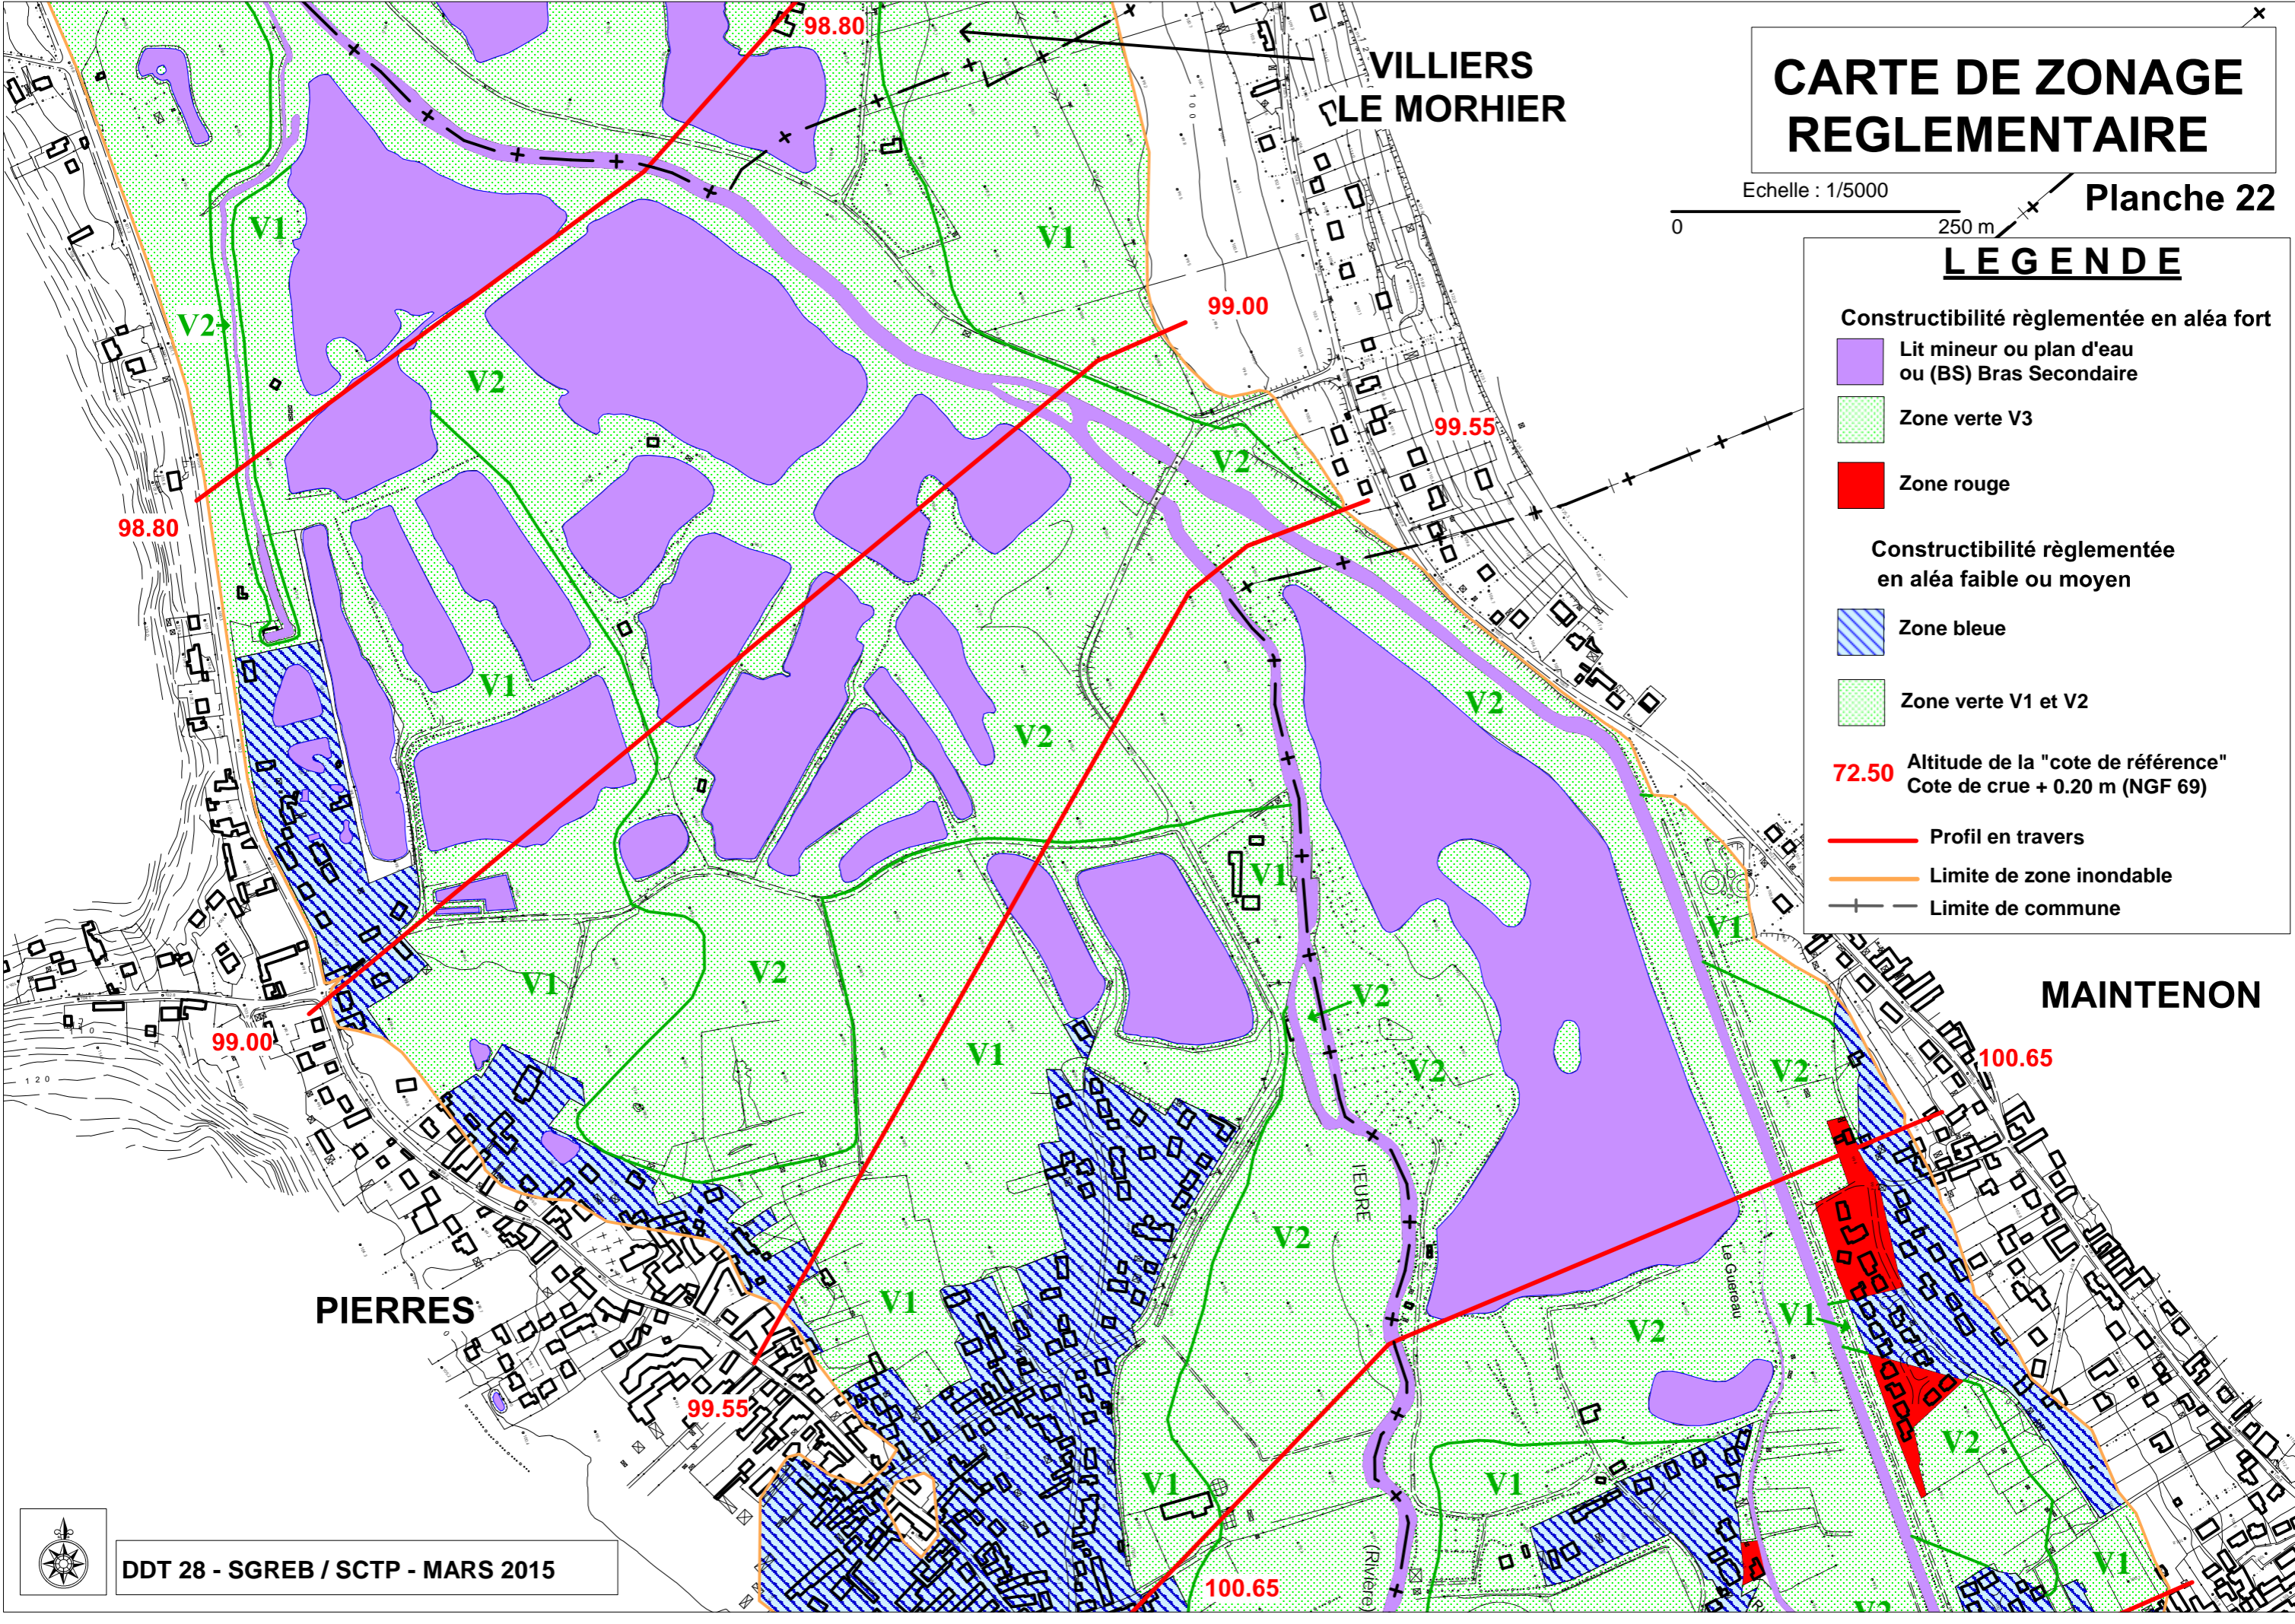 CARTE DE ZONAGE
REGLEMENTAIRE
Echelle : 1/5000
0
250 m
Planche 22
L E G E N D E
Constructibilité règlementée en aléa fort
Lit mineur ou plan d'eau
ou (BS) Bras Secondaire
Zone verte V3
Zone rouge
Constructibilité règlementée
en aléa faible ou moyen
Zone bleue
Zone verte V1 et V2
72.50
Altitude de la "cote de référence"
Cote de crue + 0.20 m (NGF 69)
Profil en travers
Limite de zone inondable
Limite de commune
98.80
VILLIERS
LE MORHIER
100
V1
V1
V2
99.00
V2
99.55
V2
98.80
V1
V2
V2
V1
V1
V1
V2
V2
MAINTENON
99.00
V1
100.65
V2
V2
120
l'EURE
V2
Le Guereau
PIERRES
V1
V1
V2
99.55
V2
V1
V1
V1
100.65
(Rivière)
V2
DDT 28 - SGREB / SCTP - MARS 2015